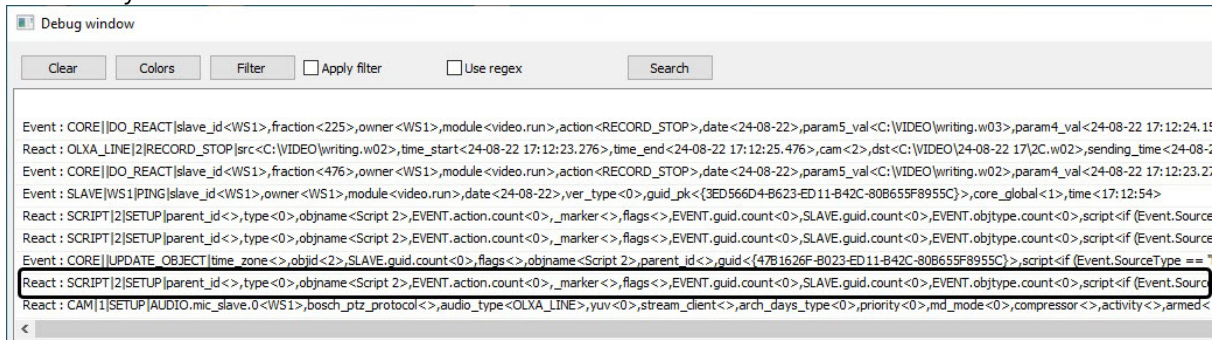 Debug window
Clear Colors Filter Apply filter Use regex Search
Event : CORE||DO_REACT|slave_id<WS1>,fraction<225>,owner<WS1>,module<video.run>,action<RECORD_STOP>,date<24-08-22>,param5_val<C:\VIDEO\writing.w03>,param4_val<24-08-22 17:12:24.15
React : OLXA_LINE|2|RECORD_STOP|src<C:\VIDEO\writing.w02>,time_start<24-08-22 17:12:23.276>,time_end<24-08-22 17:12:25.476>,cam<2>,dst<C:\VIDEO\24-08-22 17\2C.w02>,sending_time<24-08-2
Event : CORE||DO_REACT|slave_id<WS1>,fraction<476>,owner<WS1>,module<video.run>,action<RECORD_STOP>,date<24-08-22>,param5_val<C:\VIDEO\writing.w02>,param4_val<24-08-22 17:12:23.27
Event : SLAVE|WS1|PING|slave_id<WS1>,owner<WS1>,module<video.run>,date<24-08-22>,ver_type<0>,guid_pk<{3ED566D4-B623-ED11-B42C-80B655F8955C}>,core_global<1>,time<17:12:54>
React : SCRIPT|2|SETUP|parent_id<>,type<0>,objname<Script 2>,EVENT.action.count<0>,_marker<>,flags<>,EVENT.guid.count<0>,SLAVE.guid.count<0>,EVENT.objtype.count<0>,script<if (Event.Source
React : SCRIPT|2|SETUP|parent_id<>,type<0>,objname<Script 2>,EVENT.action.count<0>,_marker<>,flags<>,EVENT.guid.count<0>,SLAVE.guid.count<0>,EVENT.objtype.count<0>,script<if (Event.Source
Event : CORE||UPDATE_OBJECT|time_zone<>,objid<2>,SLAVE.guid.count<0>,flags<>,objname<Script 2>,parent_id<>,guid<{47B1626F-B023-ED11-B42C-80B655F8955C}>,script<if (Event.SourceType == "
React : SCRIPT|2|SETUP|parent_id<>,type<0>,objname<Script 2>,EVENT.action.count<0>,_marker<>,flags<>,EVENT.guid.count<0>,SLAVE.guid.count<0>,EVENT.objtype.count<0>,script<if (Event.Sourc
React : CAM|1|SETUP|AUDIO.mic_slave.0<WS1>,bosch_ptz_protocol<>,audio_type<OLXA_LINE>,yuv<0>,stream_client<>,arch_days_type<0>,priority<0>,md_mode<0>,compressor<>,activity<>,armed<